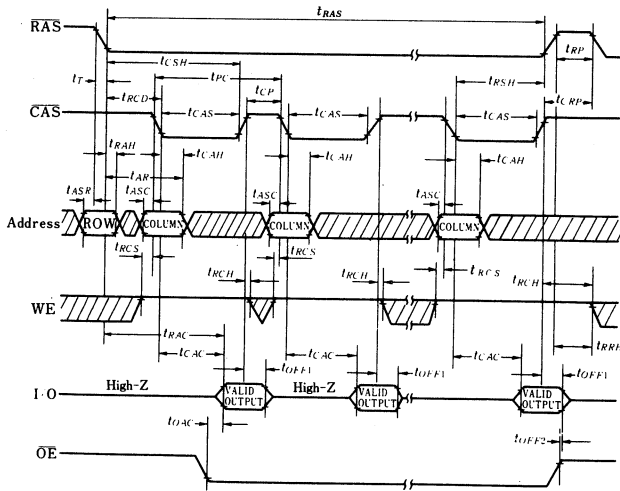 tRAS
RAS
tRP
tT
tCSH
tPC
tCP
tRSH
tCRP
tRCD
tCAS
tCAS
tCAS
CAS
tRAH
tCAH
tCAH
tCAH
tAR
tASR
tASC
tASC
tASC
Address
ROW
COLUMN
COLUMN
COLUMN
tRCS
tRCS
tRCS
tRCH
tRCH
tRCH
WE
tRAC
tRRH
tCAC
tCAC
tCAC
tOFF1
tOFF1
tOFF1
I·O
High-Z
VALID OUTPUT
High-Z
VALID OUTPUT
VALID OUTPUT
tOAC
tOFF2
OE